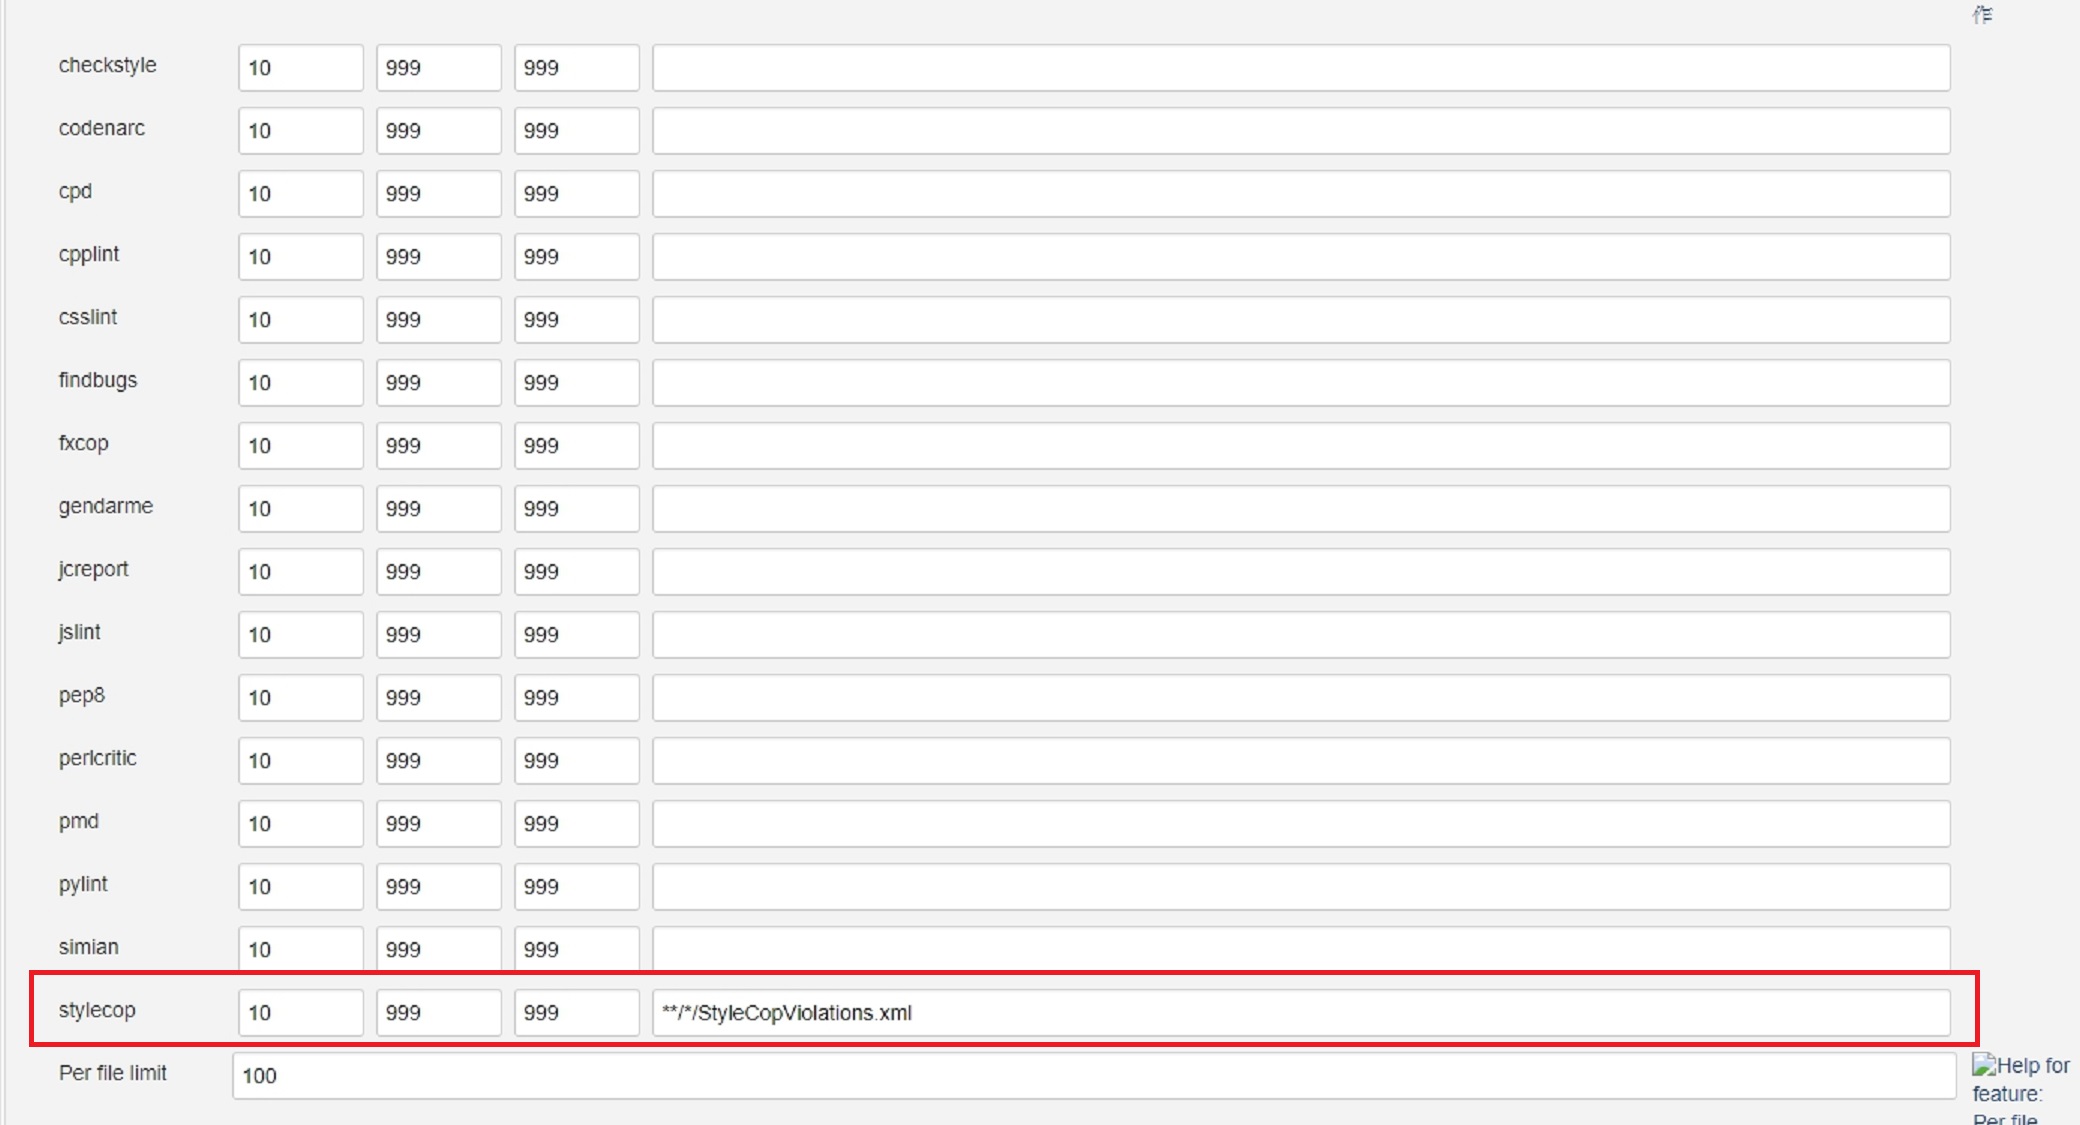 作
checkstyle 10 999 999
codenarc 10 999 999
cpd 10 999 999
cpplint 10 999 999
csslint 10 999 999
findbugs 10 999 999
fxcop 10 999 999
gendarme 10 999 999
jcreport 10 999 999
jslint 10 999 999
pep8 10 999 999
perlcritic 10 999 999
pmd 10 999 999
pylint 10 999 999
simian 10 999 999
stylecop 10 999 999 **/*/StyleCopViolations.xml
Per file limit 100
Help for
feature:
Per file